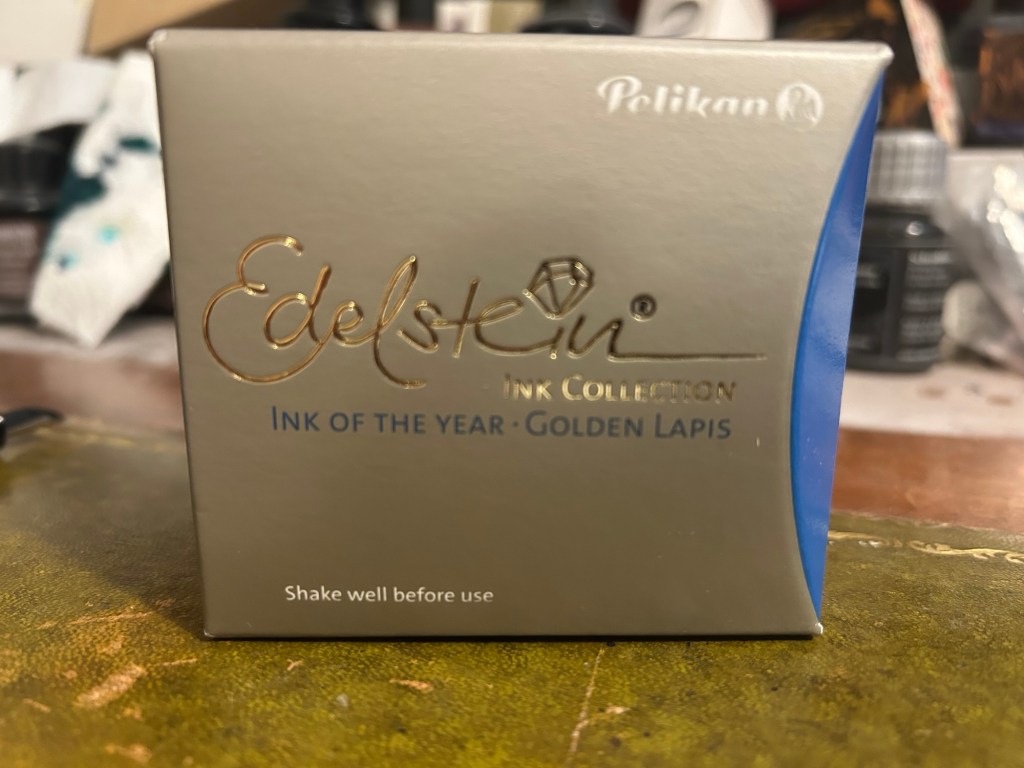 Pelikan
Edelstein®
INK COLLECTION
INK OF THE YEAR · GOLDEN LAPIS
Shake well before use